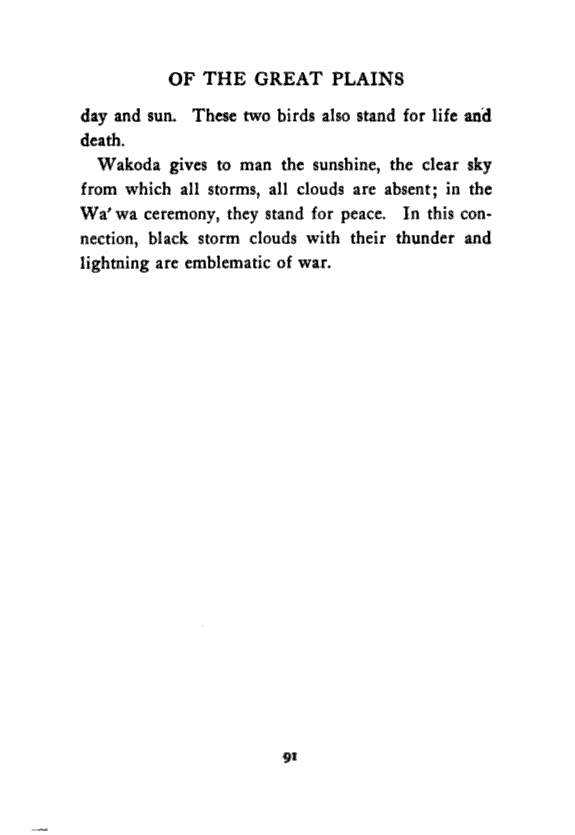 OF THE GREAT PLAINS
day and sun. These two birds also stand for life and
death.
Wakoda gives to man the sunshine, the clear sky
from which all storms, all clouds are absent; in the
Wa' wa ceremony, they stand for peace. In this con-
nection, black storm clouds with their thunder and
lightning are emblematic of war.
91